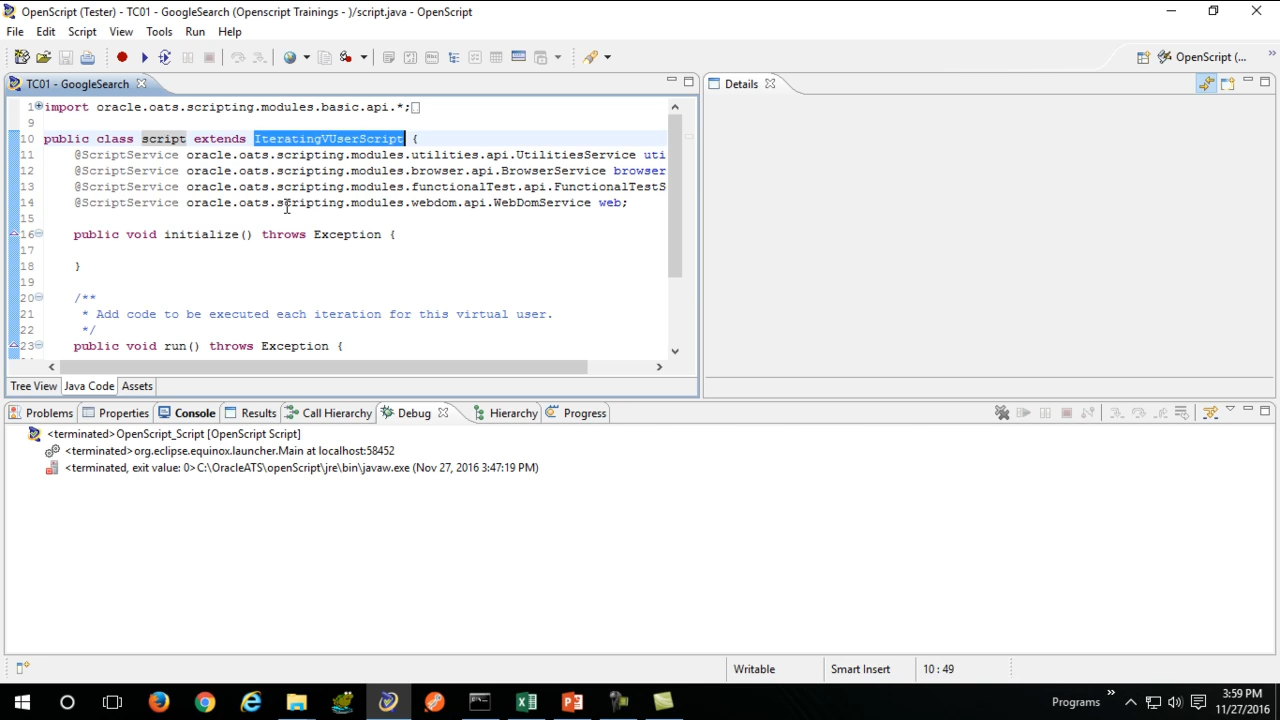 OpenScript (Tester) - TC01 - GoogleSearch (Openscript Trainings - )/script.java - OpenScript
File Edit Script View Tools Run Help
OpenScript (... »
TC01 - GoogleSearch
1 import oracle.oats.scripting.modules.basic.api.*;
9
10 public class script extends IteratingVUserScript {
11 @ScriptService oracle.oats.scripting.modules.utilities.api.UtilitiesService uti
12 @ScriptService oracle.oats.scripting.modules.browser.api.BrowserService browser
13 @ScriptService oracle.oats.scripting.modules.functionalTest.api.FunctionalTestS
14 @ScriptService oracle.oats.scripting.modules.webdom.api.WebDomService web;
15
16 public void initialize() throws Exception {
17
18 }
19
20 /**
21 * Add code to be executed each iteration for this virtual user.
22 */
23 public void run() throws Exception {
Tree View Java Code Assets
Details
Problems Properties Console Results Call Hierarchy Debug Hierarchy Progress
<terminated>OpenScript_Script [OpenScript Script]
<terminated>org.eclipse.equinox.launcher.Main at localhost:58452
<terminated, exit value: 0>C:\OracleATS\openScript\jre\bin\javaw.exe (Nov 27, 2016 3:47:19 PM)
Writable Smart Insert 10 : 49
Programs » 3:59 PM
11/27/2016